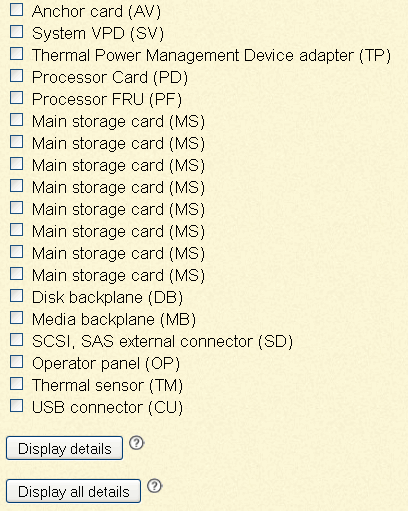 Anchor card (AV)
System VPD (SV)
Thermal Power Management Device adapter (TP)
Processor Card (PD)
Processor FRU (PF)
Main storage card (MS)
Main storage card (MS)
Main storage card (MS)
Main storage card (MS)
Main storage card (MS)
Main storage card (MS)
Main storage card (MS)
Main storage card (MS)
Disk backplane (DB)
Media backplane (MB)
SCSI, SAS external connector (SD)
Operator panel (OP)
Thermal sensor (TM)
USB connector (CU)
Display details ?
Display all details ?